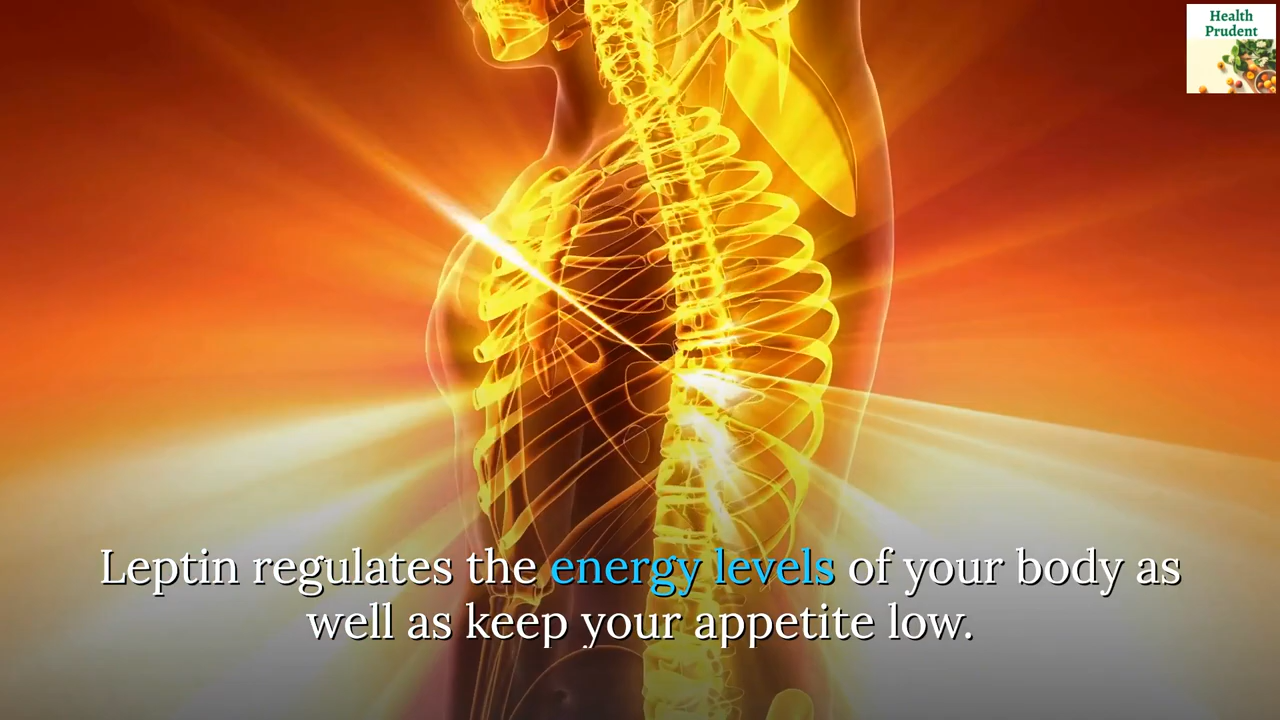 Health
Prudent
Leptin regulates the energy levels of your body as
well as keep your appetite low.